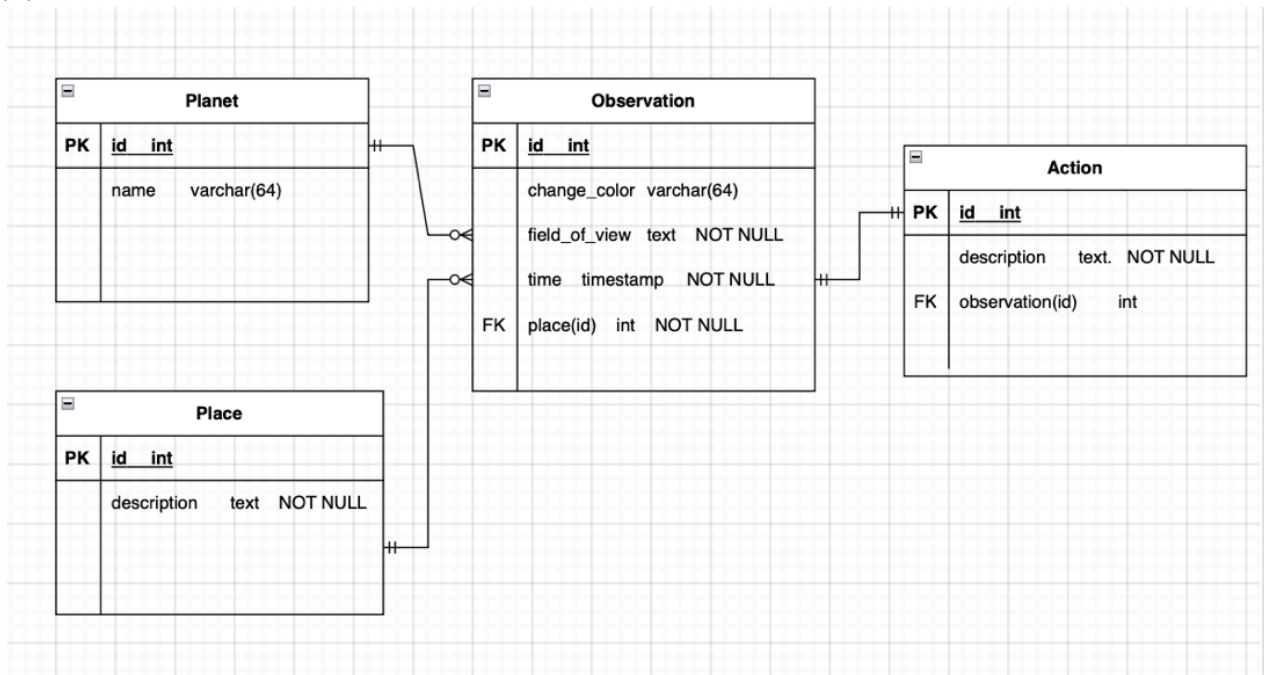 Planet
PK id int
name varchar(64)
Observation
PK id int
change_color varchar(64)
field_of_view text NOT NULL
time timestamp NOT NULL
FK place(id) int NOT NULL
Action
PK id int
description text. NOT NULL
FK observation(id) int
Place
PK id int
description text NOT NULL